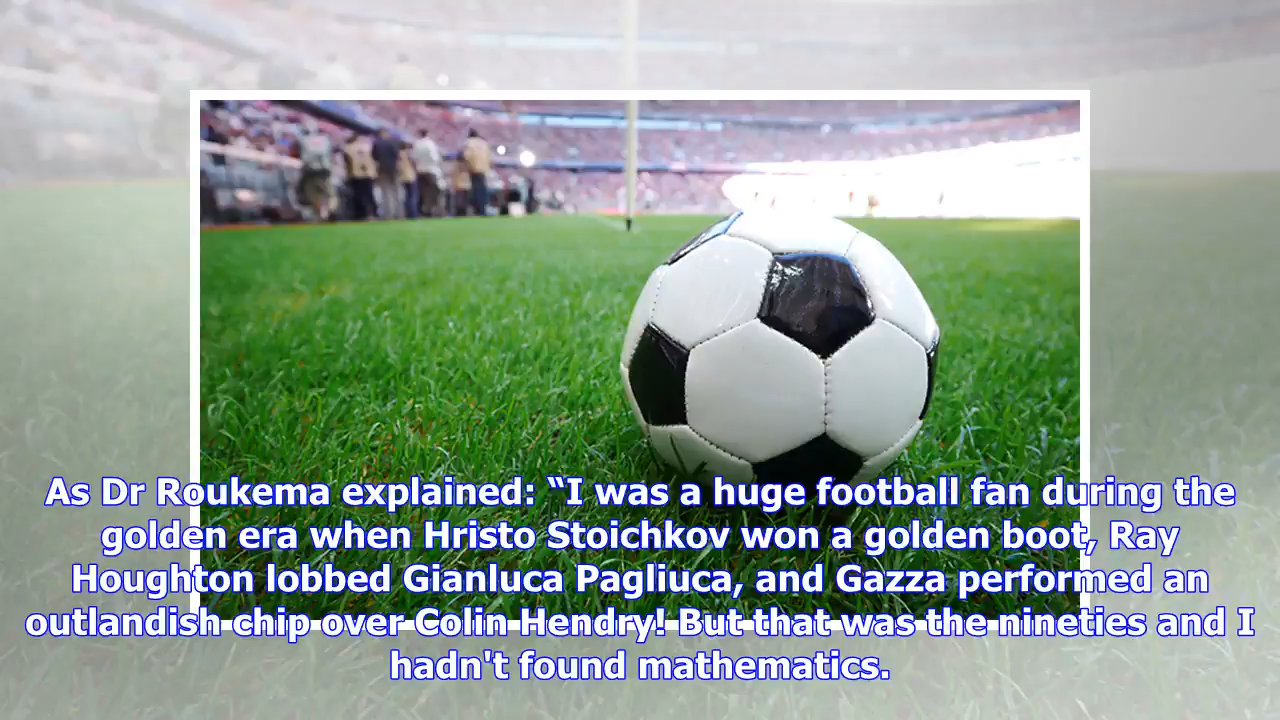 As Dr Roukema explained: “I was a huge football fan during the
golden era when Hristo Stoichkov won a golden boot, Ray
Houghton lobbed Gianluca Pagliuca, and Gazza performed an
outlandish chip over Colin Hendry! But that was the nineties and I
hadn't found mathematics.